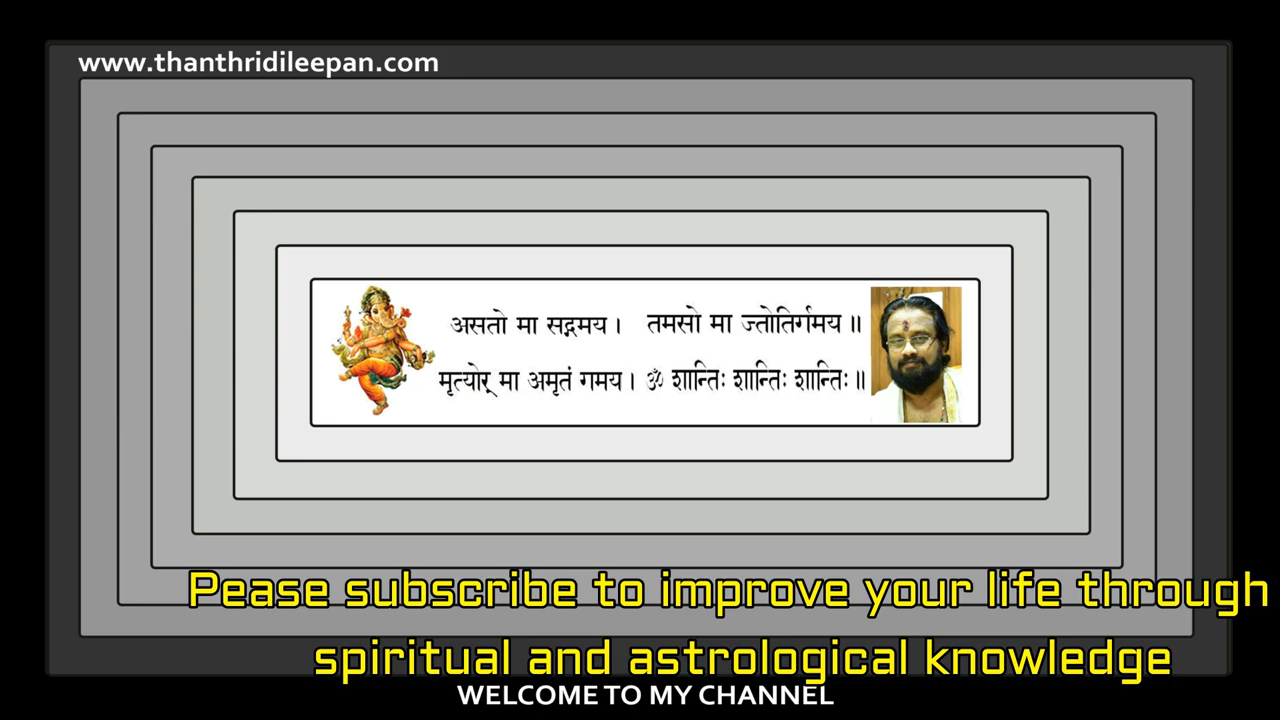 www.thanthridileepan.com
असतो मा सद्गमय। तमसो मा ज्तोतिर्गमय॥
मृत्योर् मा अमृतं गमय। ॐ शान्तिः शान्तिः शान्तिः॥
Pease subscribe to improve your life through
spiritual and astrological knowledge
WELCOME TO MY CHANNEL